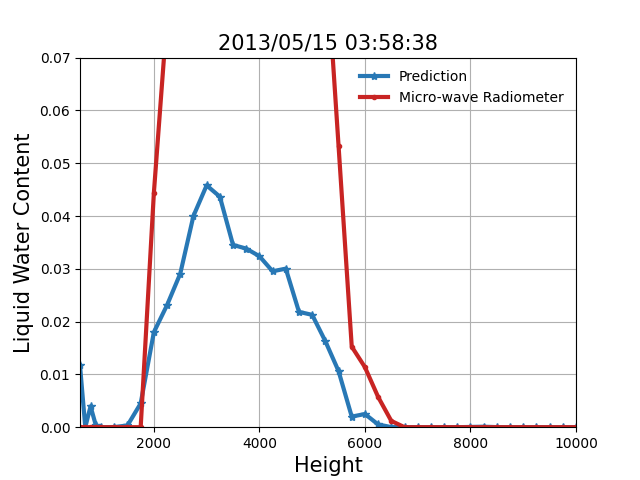 2013/05/15 03:58:38
0.07
0.06
0.05
0.04
0.03
0.02
0.01
0.00
Liquid Water Content
Prediction
Micro-wave Radiometer
2000 4000 6000 8000 10000
Height